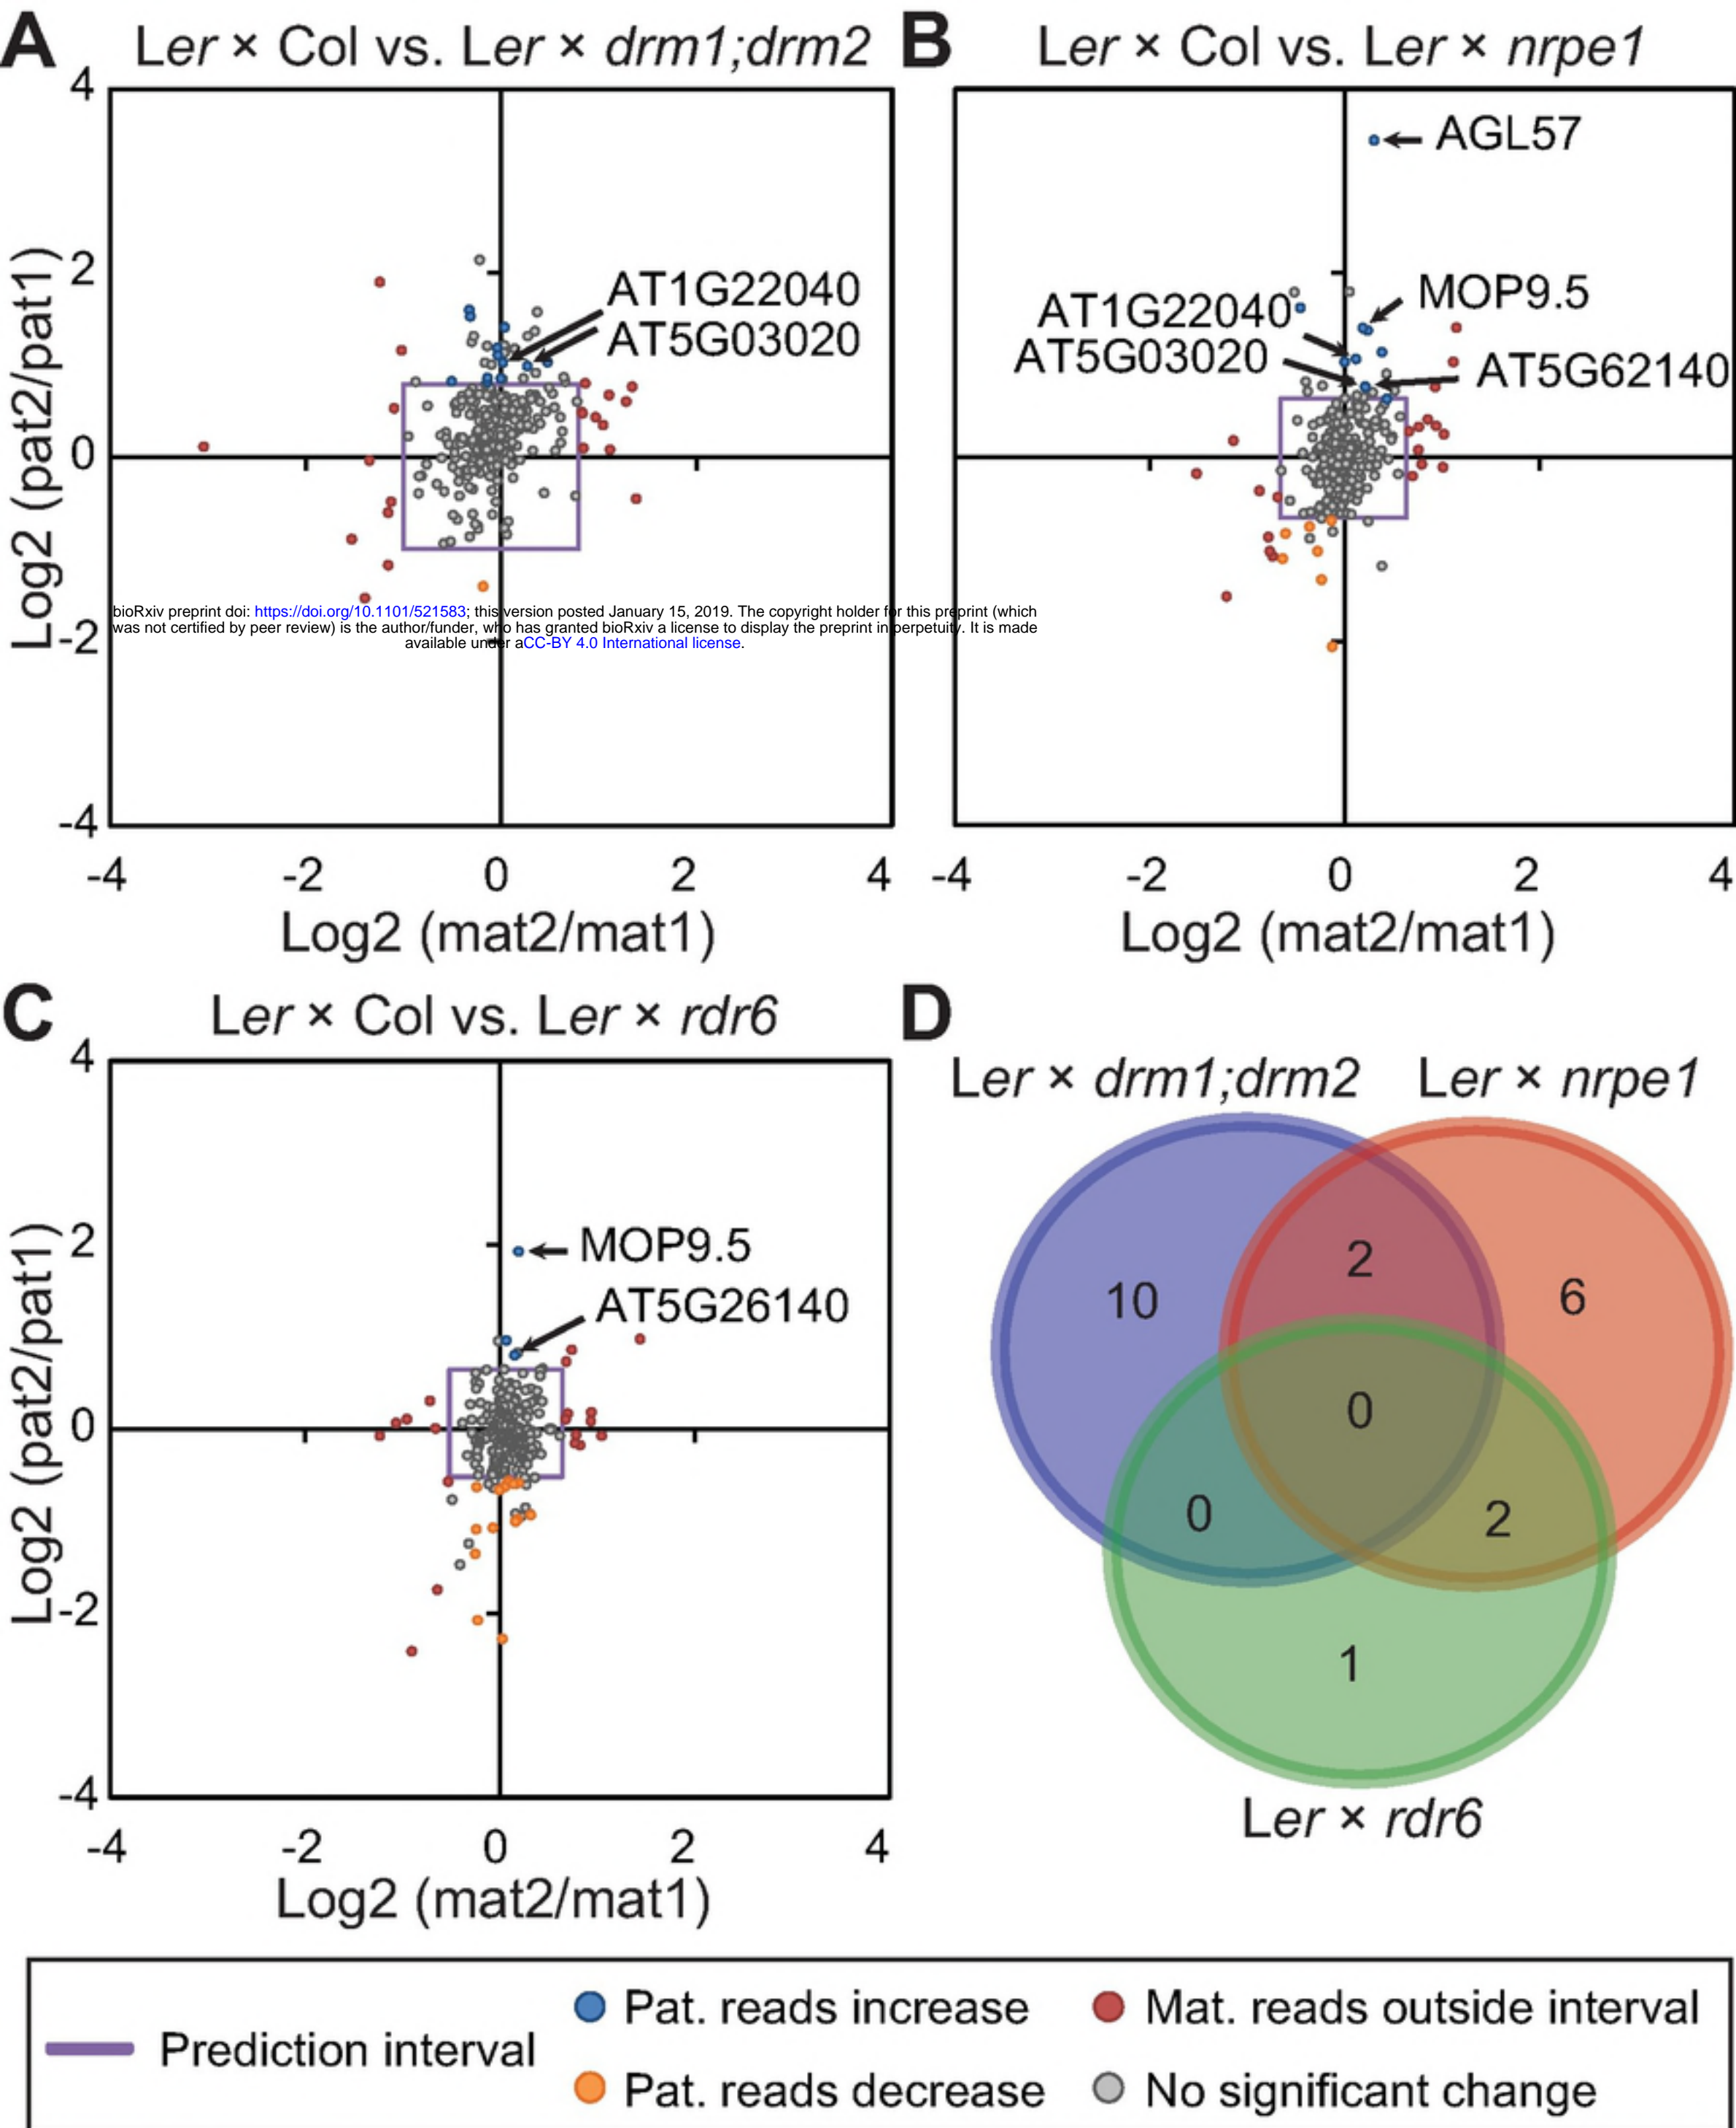 A
Ler × Col vs. Ler × drm1;drm2
4
2
0
-2
-4
Log2 (pat2/pat1)
AT1G22040
AT5G03020
-4
-2
0
2
4
Log2 (mat2/mat1)
B
Ler × Col vs. Ler × nrpe1
AGL57
MOP9.5
AT1G22040
AT5G03020
AT5G62140
-4
-2
0
2
4
Log2 (mat2/mat1)
bioRxiv preprint doi: https://doi.org/10.1101/521583; this version posted January 15, 2019. The copyright holder for this preprint (which
was not certified by peer review) is the author/funder, who has granted bioRxiv a license to display the preprint in perpetuity. It is made
available under aCC-BY 4.0 International license.
C
Ler × Col vs. Ler × rdr6
4
2
0
-2
-4
Log2 (pat2/pat1)
MOP9.5
AT5G26140
-4
-2
0
2
4
Log2 (mat2/mat1)
D
Ler × drm1;drm2
Ler × nrpe1
10
2
6
0
0
2
1
Ler × rdr6
Prediction interval
Pat. reads increase
Mat. reads outside interval
Pat. reads decrease
No significant change